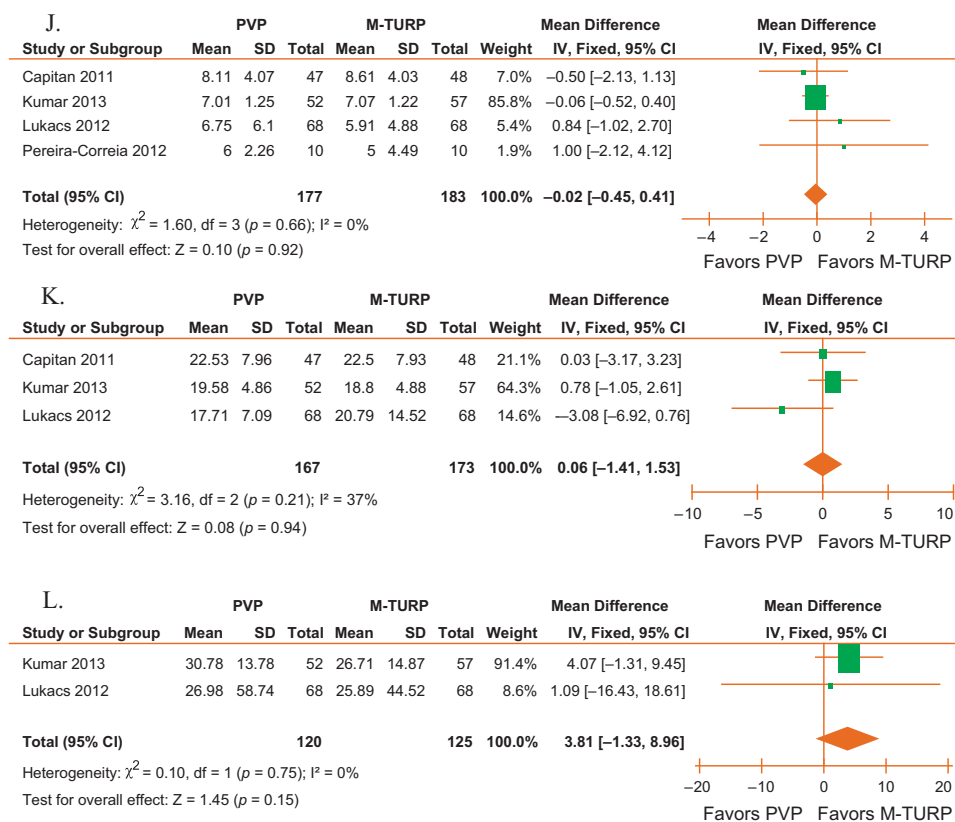 J.
PVP M-TURP Mean Difference Mean Difference
Study or Subgroup Mean SD Total Mean SD Total Weight IV, Fixed, 95% CI IV, Fixed, 95% CI
Capitan 2011 8.11 4.07 47 8.61 4.03 48 7.0% –0.50 [–2.13, 1.13]
Kumar 2013 7.01 1.25 52 7.07 1.22 57 85.8% –0.06 [–0.52, 0.40]
Lukacs 2012 6.75 6.1 68 5.91 4.88 68 5.4% 0.84 [–1.02, 2.70]
Pereira-Correia 2012 6 2.26 10 5 4.49 10 1.9% 1.00 [–2.12, 4.12]
Total (95% CI) 177 183 100.0% –0.02 [–0.45, 0.41]
Heterogeneity: χ² = 1.60, df = 3 (p = 0.66); I² = 0%
Test for overall effect: Z = 0.10 (p = 0.92)
–4 –2 0 2 4
Favors PVP Favors M-TURP
K.
PVP M-TURP Mean Difference Mean Difference
Study or Subgroup Mean SD Total Mean SD Total Weight IV, Fixed, 95% CI IV, Fixed, 95% CI
Capitan 2011 22.53 7.96 47 22.5 7.93 48 21.1% 0.03 [–3.17, 3.23]
Kumar 2013 19.58 4.86 52 18.8 4.88 57 64.3% 0.78 [–1.05, 2.61]
Lukacs 2012 17.71 7.09 68 20.79 14.52 68 14.6% –-3.08 [–6.92, 0.76]
Total (95% CI) 167 173 100.0% 0.06 [–1.41, 1.53]
Heterogeneity: χ² = 3.16, df = 2 (p = 0.21); I² = 37%
Test for overall effect: Z = 0.08 (p = 0.94)
–10 –5 0 5 10
Favors PVP Favors M-TURP
L.
PVP M-TURP Mean Difference Mean Difference
Study or Subgroup Mean SD Total Mean SD Total Weight IV, Fixed, 95% CI IV, Fixed, 95% CI
Kumar 2013 30.78 13.78 52 26.71 14.87 57 91.4% 4.07 [–1.31, 9.45]
Lukacs 2012 26.98 58.74 68 25.89 44.52 68 8.6% 1.09 [–16.43, 18.61]
Total (95% CI) 120 125 100.0% 3.81 [–1.33, 8.96]
Heterogeneity: χ² = 0.10, df = 1 (p = 0.75); I² = 0%
Test for overall effect: Z = 1.45 (p = 0.15)
–20 –10 0 10 20
Favors PVP Favors M-TURP